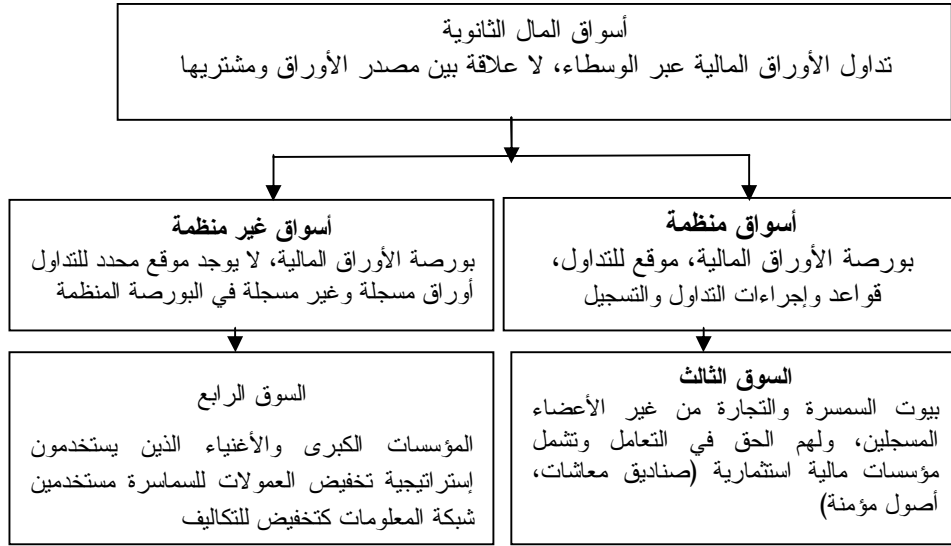 أسواق المال الثانوية
تداول الأوراق المالية عبر الوسطاء، لا علاقة بين مصدر الأوراق ومشتريها
أسواق منظمة
بورصة الأوراق المالية، موقع للتداول،
قواعد وإجراءات التداول والتسجيل
أسواق غير منظمة
بورصة الأوراق المالية، لا يوجد موقع محدد للتداول
أوراق مسجلة وغير مسجلة في البورصة المنظمة
السوق الثالث
بيوت السمسرة والتجارة من غير الأعضاء
المسجلين، ولهم الحق في التعامل وتشمل
مؤسسات مالية استثمارية (صناديق معاشات،
أصول مؤمنة)
السوق الرابع
المؤسسات الكبرى والأغنياء الذين يستخدمون
إستراتيجية تخفيض العمولات للسماسرة مستخدمين
شبكة المعلومات كتخفيض للتكاليف